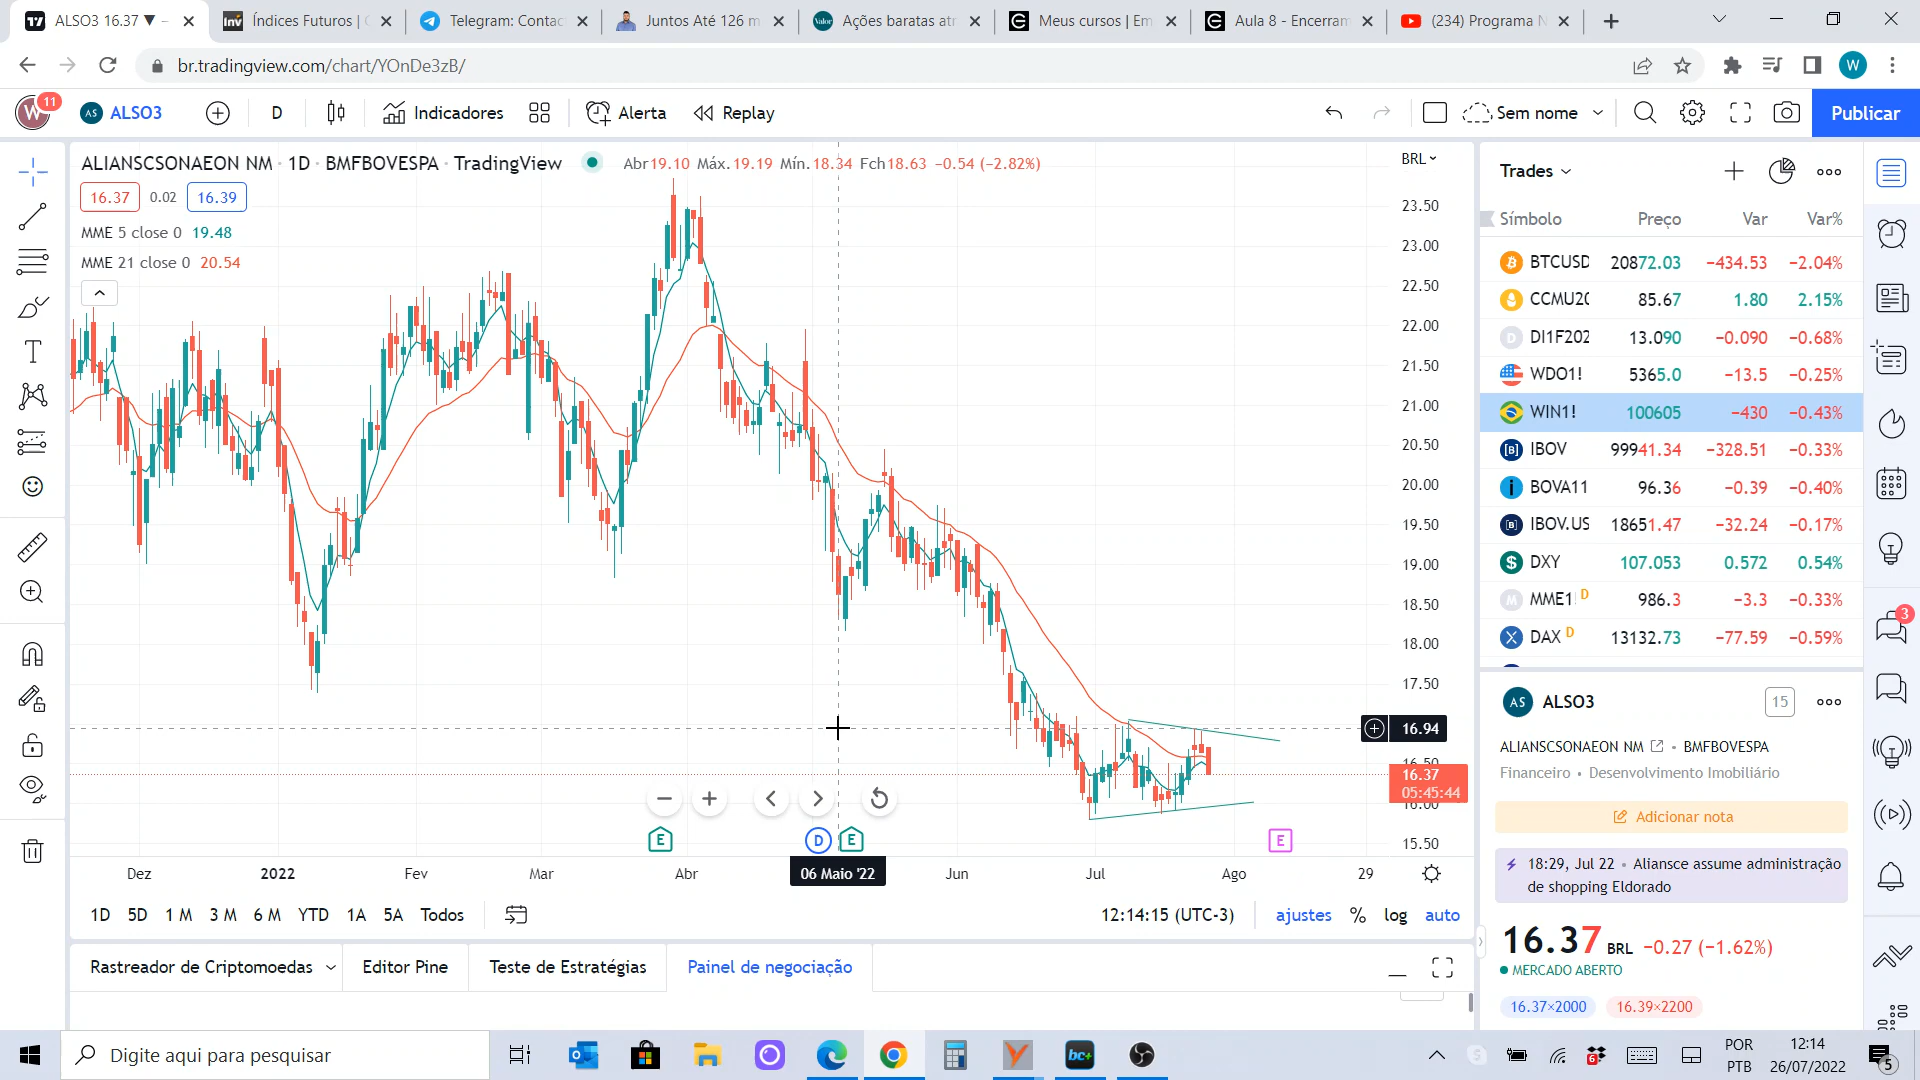 ALSO3 16.37 ▼ −
Índices Futuros |
Telegram: Contac
Juntos Até 126 m
Ações baratas atr
Meus cursos | Em
Aula 8 - Encerram
(234) Programa N
br.tradingview.com/chart/YOnDe3zB/
W
W
11
AS ALSO3
D
Indicadores
Alerta
Replay
Sem nome
Publicar
ALIANSCSONAEON NM · 1D · BMFBOVESPA · TradingView
Abr19.10 Máx.19.19 Mín.18.34 Fch18.63 −0.54 (−2.82%)
16.37 0.02 16.39
MME 5 close 0 19.48
MME 21 close 0 20.54
BRL
23.50
23.00
22.50
22.00
21.50
21.00
20.50
20.00
19.50
19.00
18.50
18.00
17.50
16.94
16.50
16.37
05:45:44
16.00
15.50
E
D
E
E
Dez 2022 Fev Mar Abr 06 Maio '22 Jun Jul Ago 29
1D 5D 1 M 3 M 6 M YTD 1A 5A Todos
12:14:15 (UTC-3) ajustes % log auto
Rastreador de Criptomoedas Editor Pine Teste de Estratégias Painel de negociação
Trades
Símbolo Preço Var Var%
BTCUSD 20872.03 −434.53 −2.04%
CCMU20 85.67 1.80 2.15%
DI1F202 13.090 −0.090 −0.68%
WDO1! 5365.0 −13.5 −0.25%
WIN1! 100605 −430 −0.43%
IBOV 99941.34 −328.51 −0.33%
BOVA11 96.36 −0.39 −0.40%
IBOV.US 18651.47 −32.24 −0.17%
DXY 107.053 0.572 0.54%
MME1 D 986.3 −3.3 −0.33%
DAX D 13132.73 −77.59 −0.59%
AS ALSO3 15
ALIANSCSONAEON NM • BMFBOVESPA
Financeiro • Desenvolvimento Imobiliário
Adicionar nota
18:29, Jul 22 • Aliansce assume administração
de shopping Eldorado
16.37 BRL −0.27 (−1.62%)
MERCADO ABERTO
16.37×2000 16.39×2200
3
Digite aqui para pesquisar
bc+
6
POR
PTB
12:14
26/07/2022
5